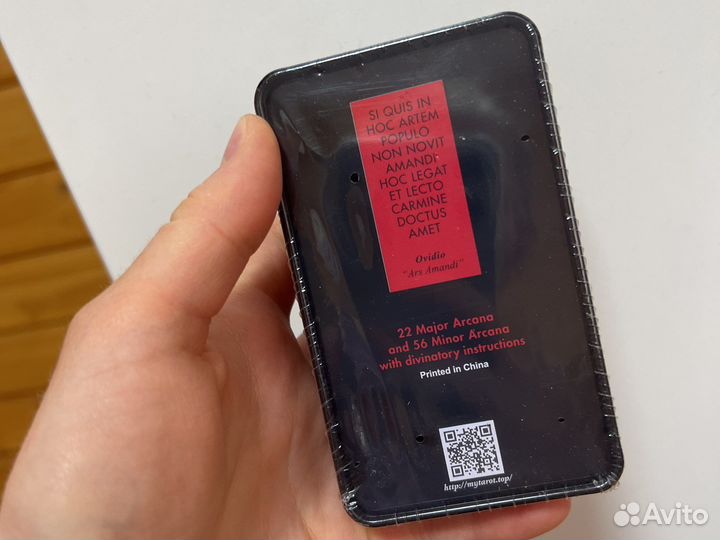 SI QUIS IN
HOC ARTEM
POPULO
NON NOVIT
AMANDI
HOC LEGAT
ET LECTO
CARMINE
DOCTUS
AMET
Ovidio
"Ars Amandi"
22 Major Arcana
and 56 Minor Arcana
with divinatory instructions
Printed in China
http://mytarot.top/
Avito